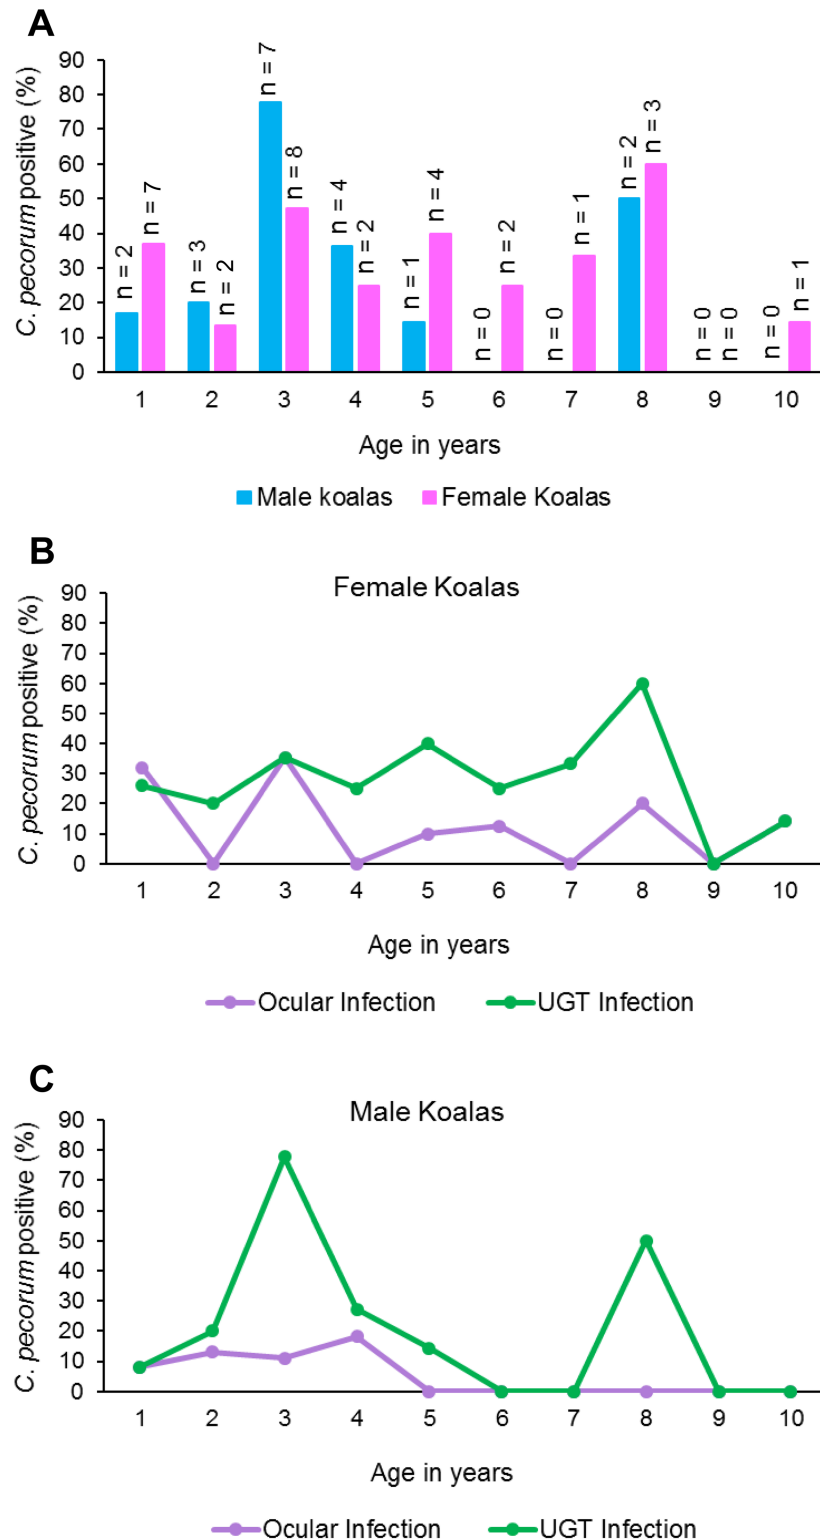 A
C. pecorum positive (%)
90
80
70
60
50
40
30
20
10
0
n = 2
n = 7
n = 3
n = 2
n = 7
n = 8
n = 4
n = 2
n = 1
n = 4
n = 0
n = 2
n = 0
n = 1
n = 2
n = 3
n = 0
n = 0
n = 0
n = 1
1 2 3 4 5 6 7 8 9 10
Age in years
Male koalas Female Koalas
B
Female Koalas
C. pecorum positive (%)
90
80
70
60
50
40
30
20
10
0
1 2 3 4 5 6 7 8 9 10
Age in years
Ocular Infection UGT Infection
C
Male Koalas
C. pecorum positive (%)
90
80
70
60
50
40
30
20
10
0
1 2 3 4 5 6 7 8 9 10
Age in years
Ocular Infection UGT Infection